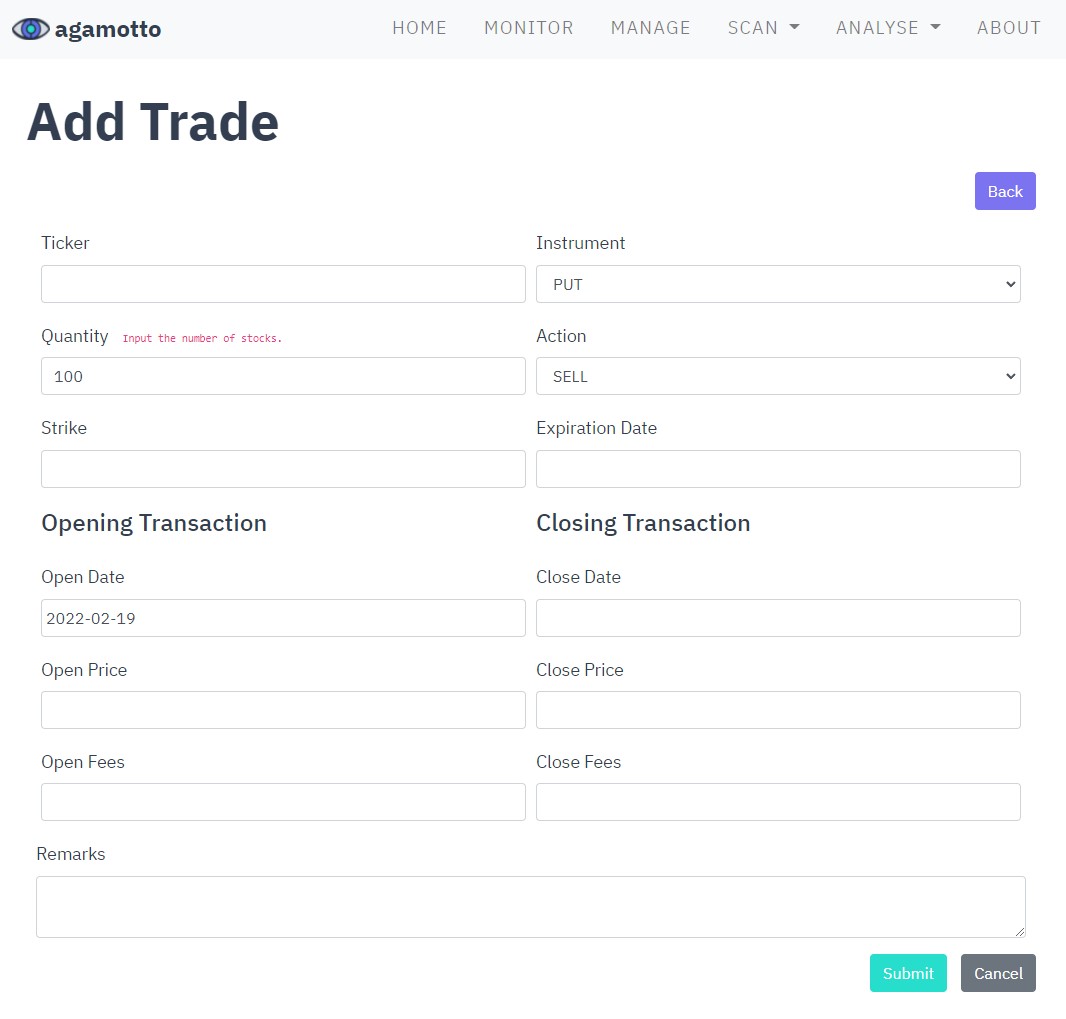 agamotto HOME MONITOR MANAGE SCAN ANALYSE ABOUT
Add Trade
Back
Ticker Instrument
PUT
Quantity Input the number of stocks. Action
100 SELL
Strike Expiration Date
Opening Transaction Closing Transaction
Open Date Close Date
2022-02-19
Open Price Close Price
Open Fees Close Fees
Remarks
Submit Cancel